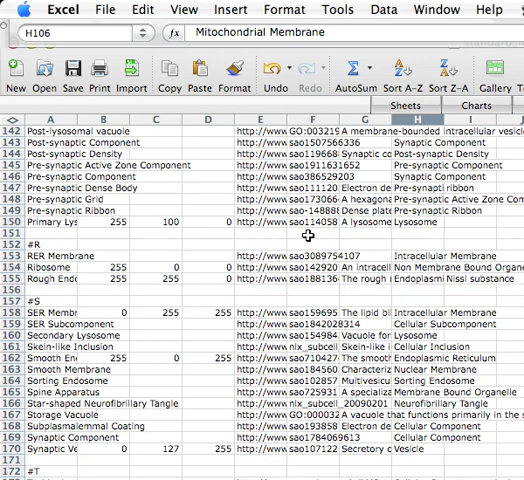 Excel File Edit View Insert Format Tools Data Window Help
H106 fx Mitochondrial Membrane
New Open Save Print Import Copy Paste Format Undo Redo AutoSum Sort A-Z Sort Z-A Gallery
Sheets Charts
A B C D E F G H I
142 Post-lysosomal vacuole http://www. GO:003219 A membrane-bounded intracellular vesicle
143 Post-synaptic Component http://www. sao1507566336 Synaptic Component
144 Post-synaptic Density http://www. sao119668 Synaptic co Post-synaptic Component
145 Pre-synaptic Active Zone Component http://www. sao1911631652 Pre-synaptic Component
146 Pre-synaptic Component http://www. sao386529203 Synaptic Component
147 Pre-synaptic Dense Body http://www. sao111120 Electron de Pre-synapti ribbon
148 Pre-synaptic Grid http://www. sao173066 A hexagona Pre-synaptic Component
149 Pre-synaptic Ribbon http://www. sao-148888 Dense plate Pre-synaptic Component
150 Primary Lys 255 100 0 http://www. sao114058 A lysosome Lysosome
151
152 #R
153 RER Membrane http://www. sao3089754107 Intracellular Membrane
154 Ribosome 255 0 0 http://www. sao142920 An intracell Non Membrane Bound Organ
155 Rough Endo 255 0 255 http://www. sao188136 The rough Endoplasmi Nissl substance
156
157 #S
158 SER Membr 0 255 255 http://www. sao159695 The lipid bi Intracellular Membrane
159 SER Subcomponent http://www. sao1842028314 Cellular Subcomponent
160 Secondary Lysosome http://www. sao154984 Vacuole for Lysosome
161 Skein-like Inclusion http://www. nlx_subcell Skein-like i Cellular Inclusion
162 Smooth End 255 0 255 http://www. sao710427 The smooth Endoplasmic Reticulum
163 Smooth Membrane http://www. sao184560 Characteriz Nuclear Membrane
164 Sorting Endosome http://www. sao102857 Multivesicu Endosome
165 Spine Apparatus http://www. sao725931 A specializa Membrane Bound Organelle
166 Star-shaped Neurofibrillary Tangle http://www. nlx_subcell_20090201 Neurofibrillary Tangle
167 Storage Vacuole http://www. GO:000032 A vacuole that functions primarily in the s
168 Subplasmalemmal Coating http://www. sao193858 Electron de Cellular Subcomponent
169 Synaptic Component http://www. sao1784069613 Cellular Subcomponent
170 Synaptic Ve 0 127 255 http://www. sao107122 Secretory o Vesicle
171
172 #T